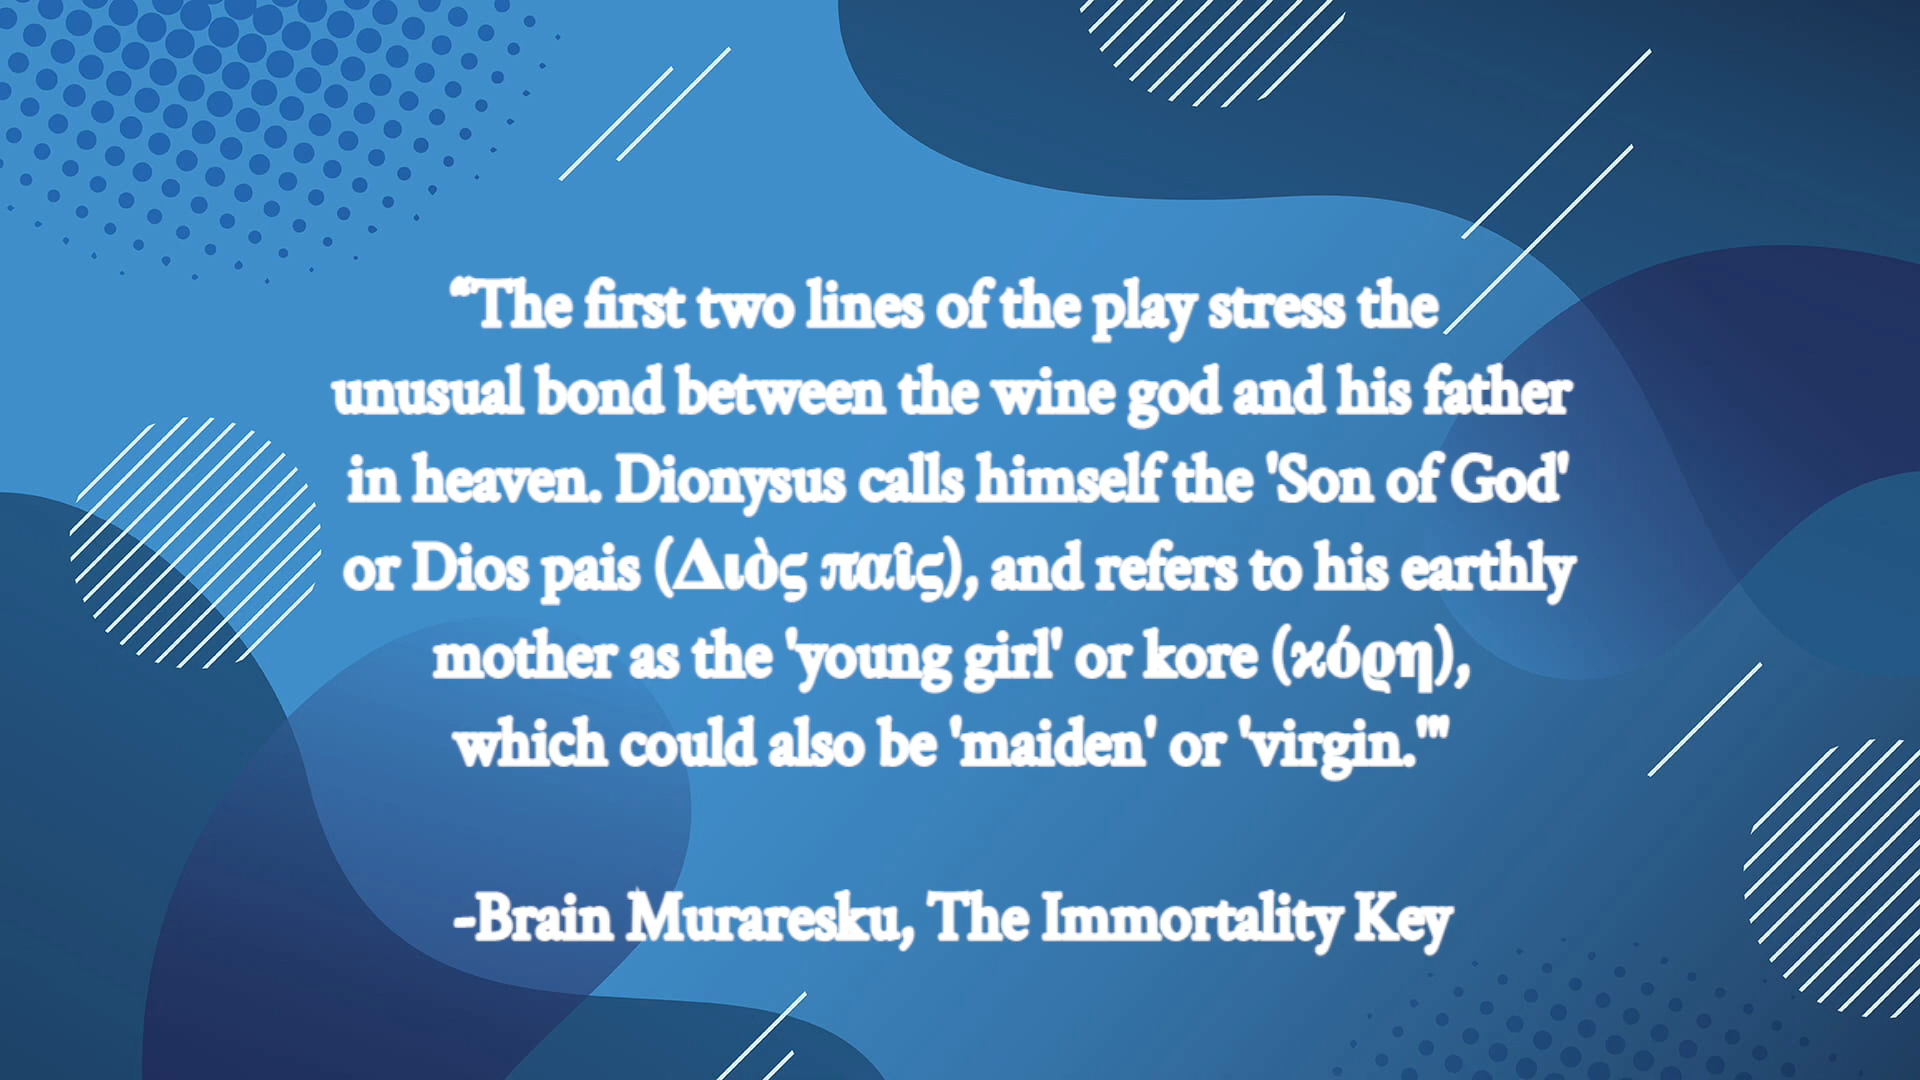 “The first two lines of the play stress the
unusual bond between the wine god and his father
in heaven. Dionysus calls himself the 'Son of God'
or Dios pais (Διὸς παῖς), and refers to his earthly
mother as the 'young girl' or kore (κόρη),
which could also be 'maiden' or 'virgin.'"
-Brain Muraresku, The Immortality Key